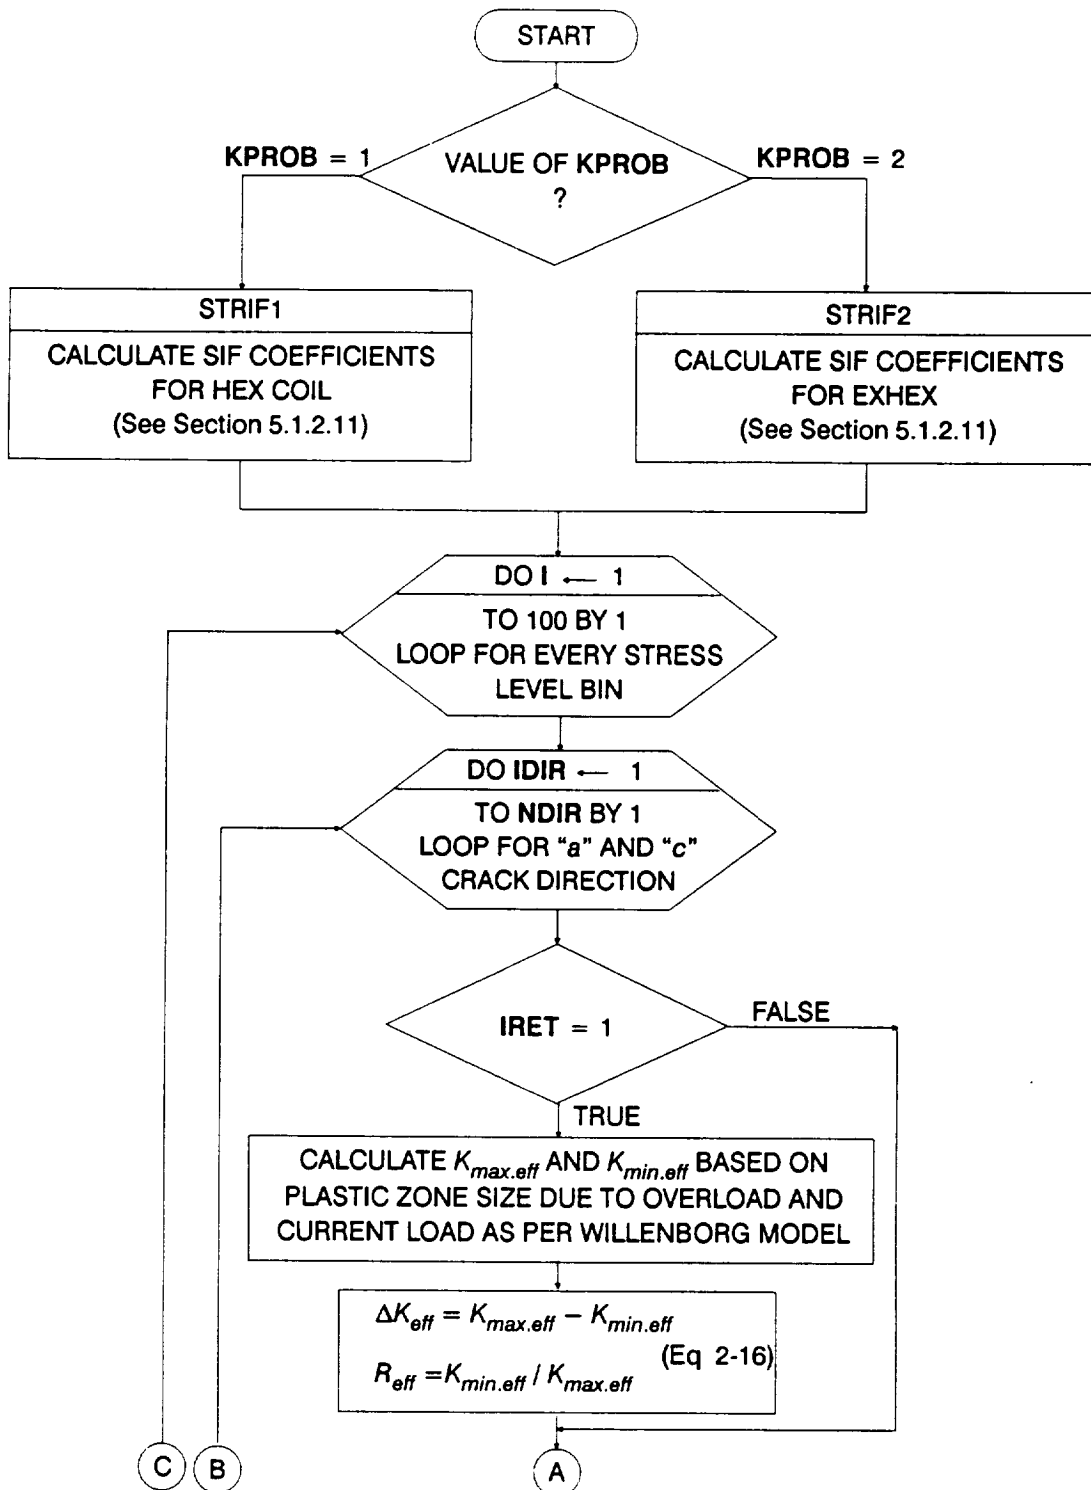 START
VALUE OF KPROB
?
KPROB = 1
KPROB = 2
STRIF1
CALCULATE SIF COEFFICIENTS
FOR HEX COIL
(See Section 5.1.2.11)
STRIF2
CALCULATE SIF COEFFICIENTS
FOR EXHEX
(See Section 5.1.2.11)
DO I ← 1
TO 100 BY 1
LOOP FOR EVERY STRESS
LEVEL BIN
DO IDIR ← 1
TO NDIR BY 1
LOOP FOR “a” AND “c”
CRACK DIRECTION
IRET = 1
FALSE
TRUE
CALCULATE K_max.eff AND K_min.eff BASED ON
PLASTIC ZONE SIZE DUE TO OVERLOAD AND
CURRENT LOAD AS PER WILLENBORG MODEL
ΔK_eff = K_max.eff − K_min.eff
(Eq 2-16)
R_eff = K_min.eff / K_max.eff
C
B
A